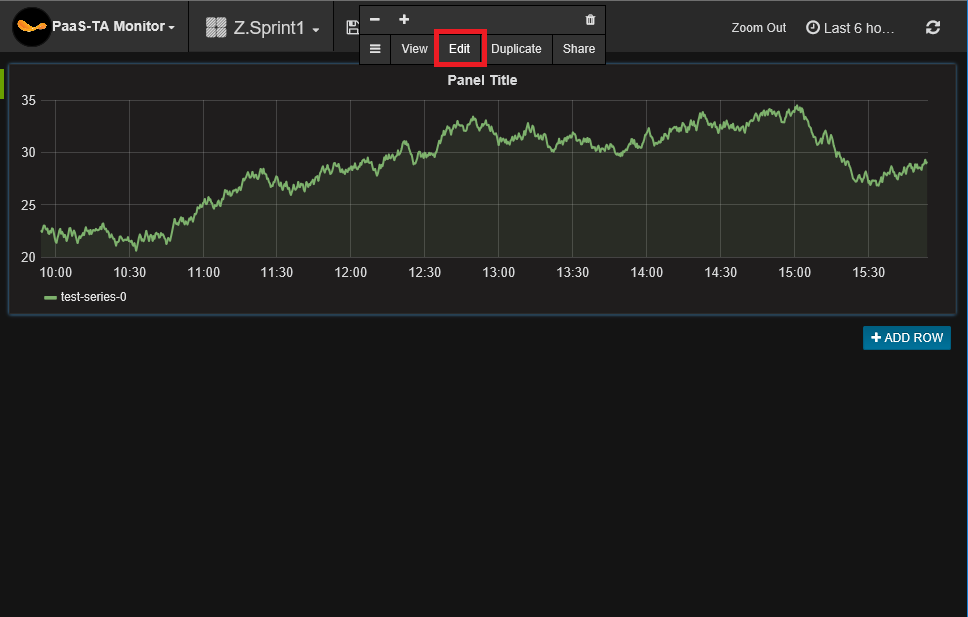 PaaS-TA Monitor
Z.Sprint1
Zoom Out
Last 6 ho...
View
Edit
Duplicate
Share
Panel Title
35
30
25
20
10:00 10:30 11:00 11:30 12:00 12:30 13:00 13:30 14:00 14:30 15:00 15:30
test-series-0
+ ADD ROW